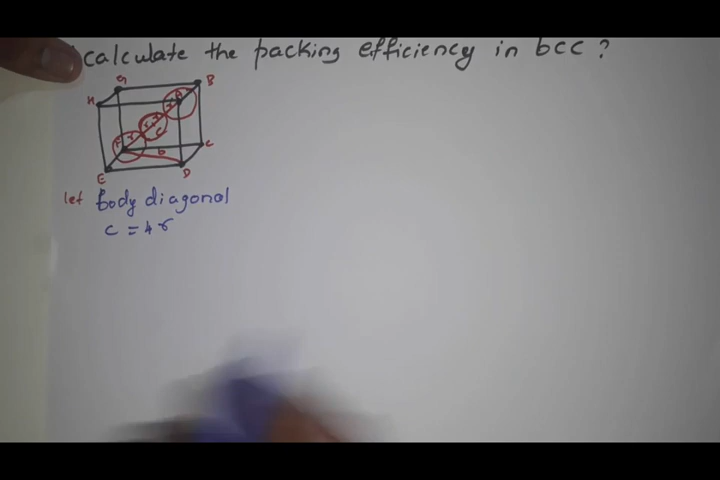 calculate the packing efficiency in bcc ?
G B
H A
r r
r r c
F r
b C
E D
let body diagonal
c = 4r